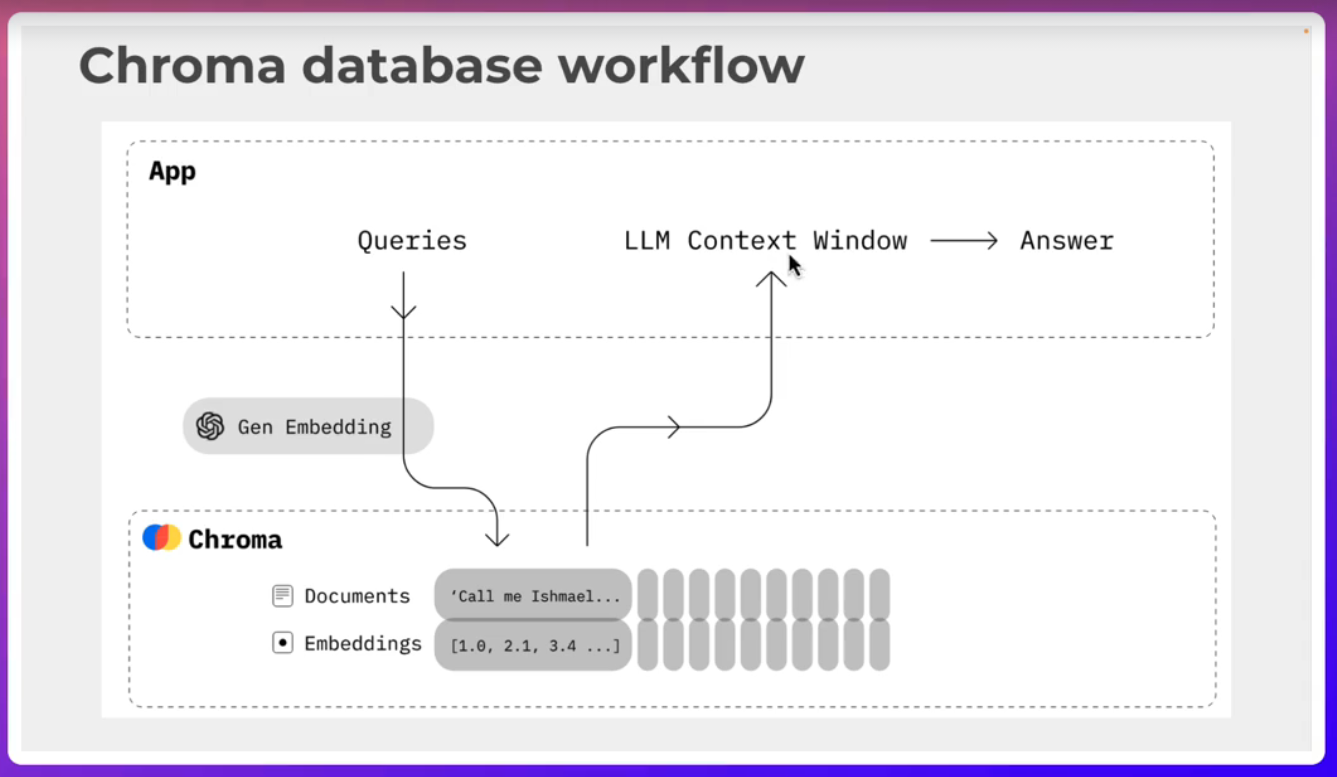 Chroma database workflow
App
Queries
LLM Context Window
Answer
Gen Embedding
Chroma
Documents
‘Call me Ishmael...
Embeddings
[1.0, 2.1, 3.4 ...]